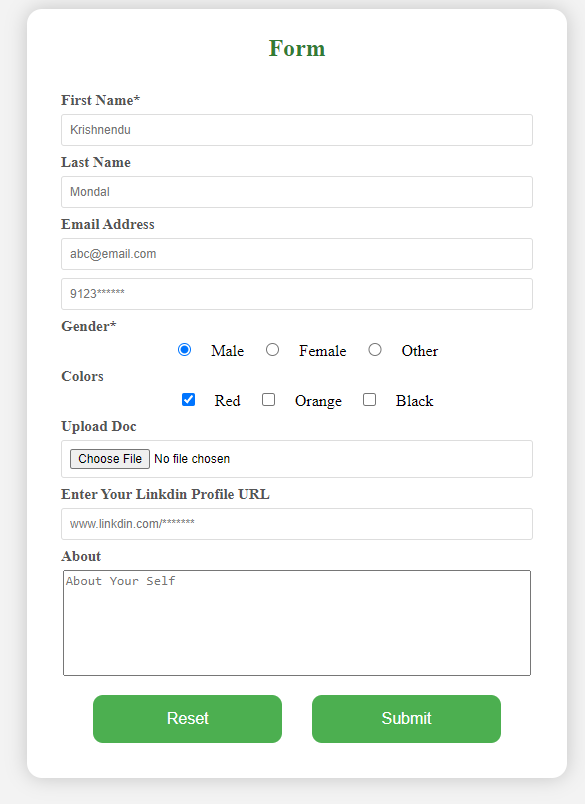 Form
First Name*
Krishnendu
Last Name
Mondal
Email Address
abc@email.com
9123******
Gender*
Male Female Other
Colors
Red Orange Black
Upload Doc
Choose File No file chosen
Enter Your Linkdin Profile URL
www.linkdin.com/*******
About
About Your Self
Reset Submit